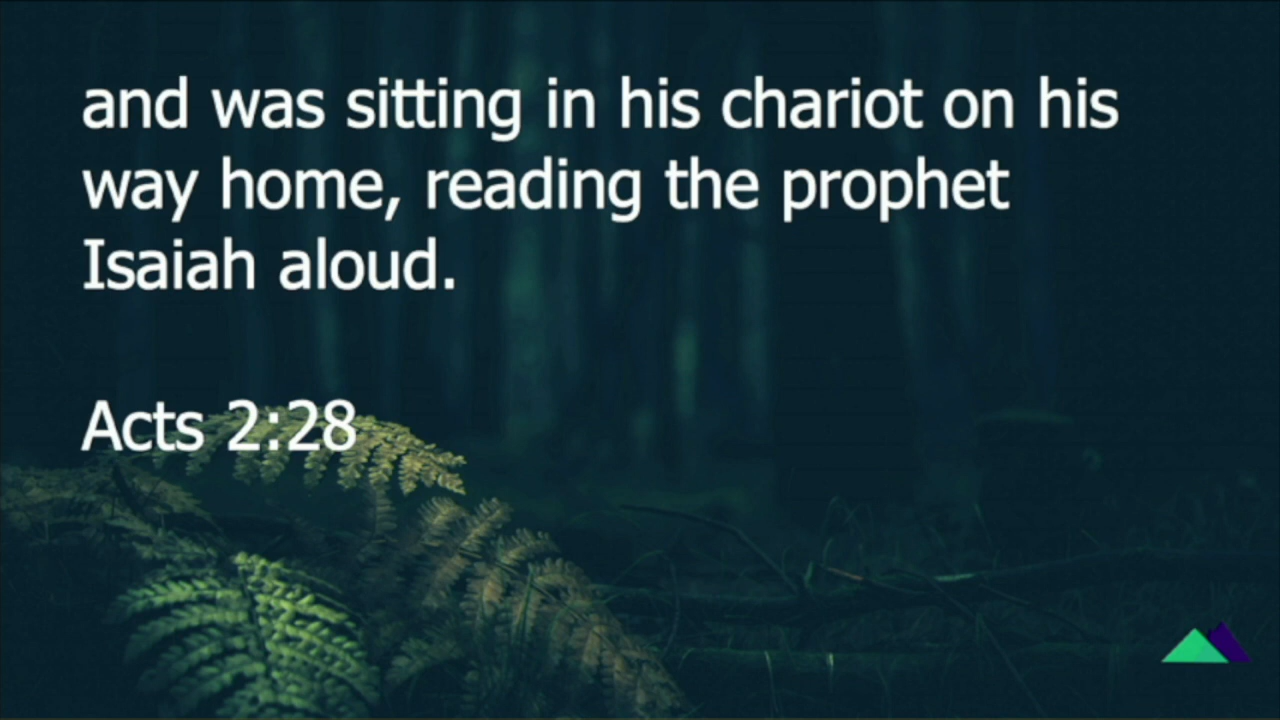 and was sitting in his chariot on his
way home, reading the prophet
Isaiah aloud.
Acts 2:28